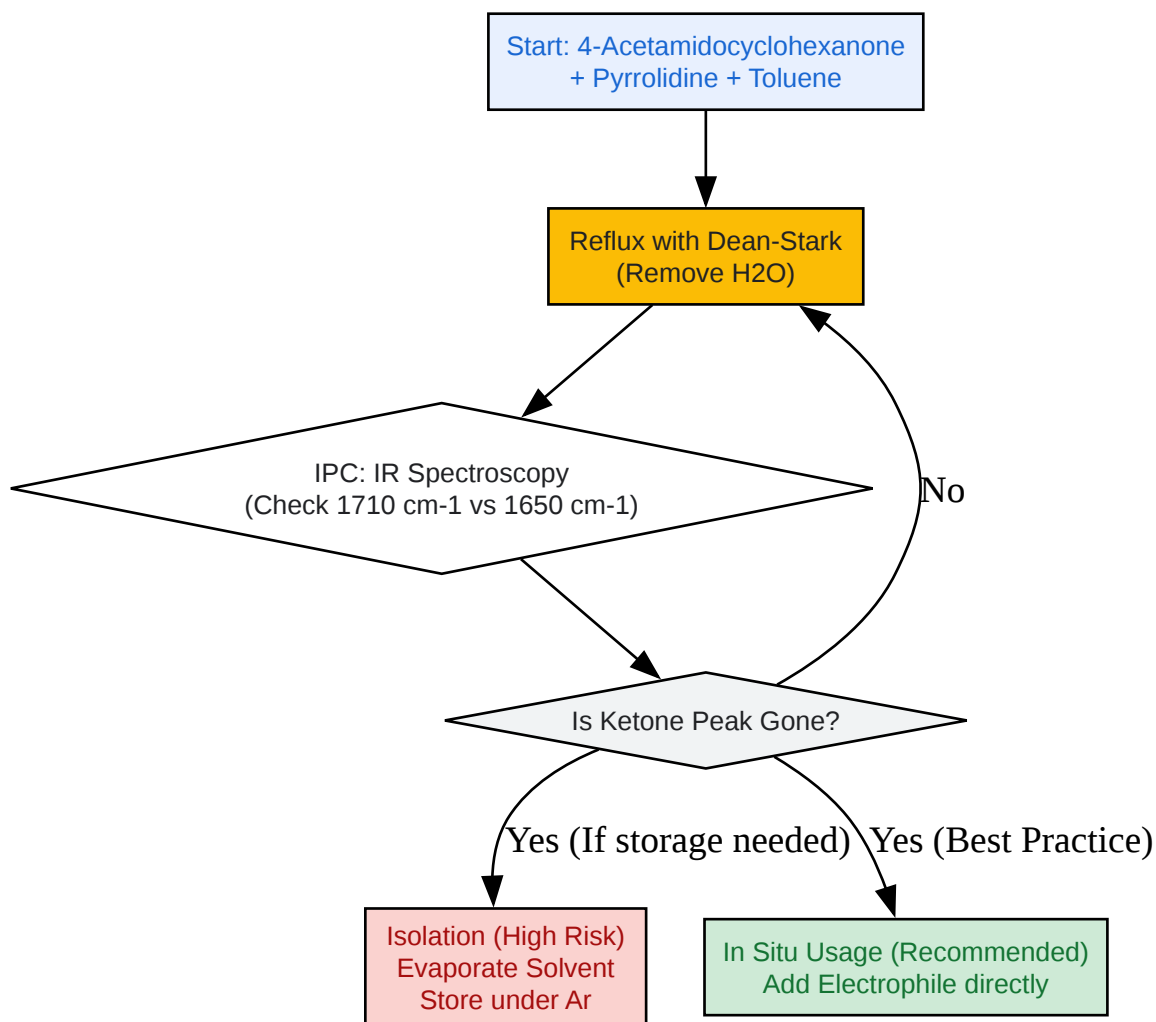 Start: 4-Acetamidocyclohexanone
+ Pyrrolidine + Toluene
Reflux with Dean-Stark
(Remove H2O)
IPC: IR Spectroscopy
(Check 1710 cm-1 vs 1650 cm-1)
No
Is Ketone Peak Gone?
Yes (If storage needed)
Yes (Best Practice)
Isolation (High Risk)
Evaporate Solvent
Store under Ar
In Situ Usage (Recommended)
Add Electrophile directly